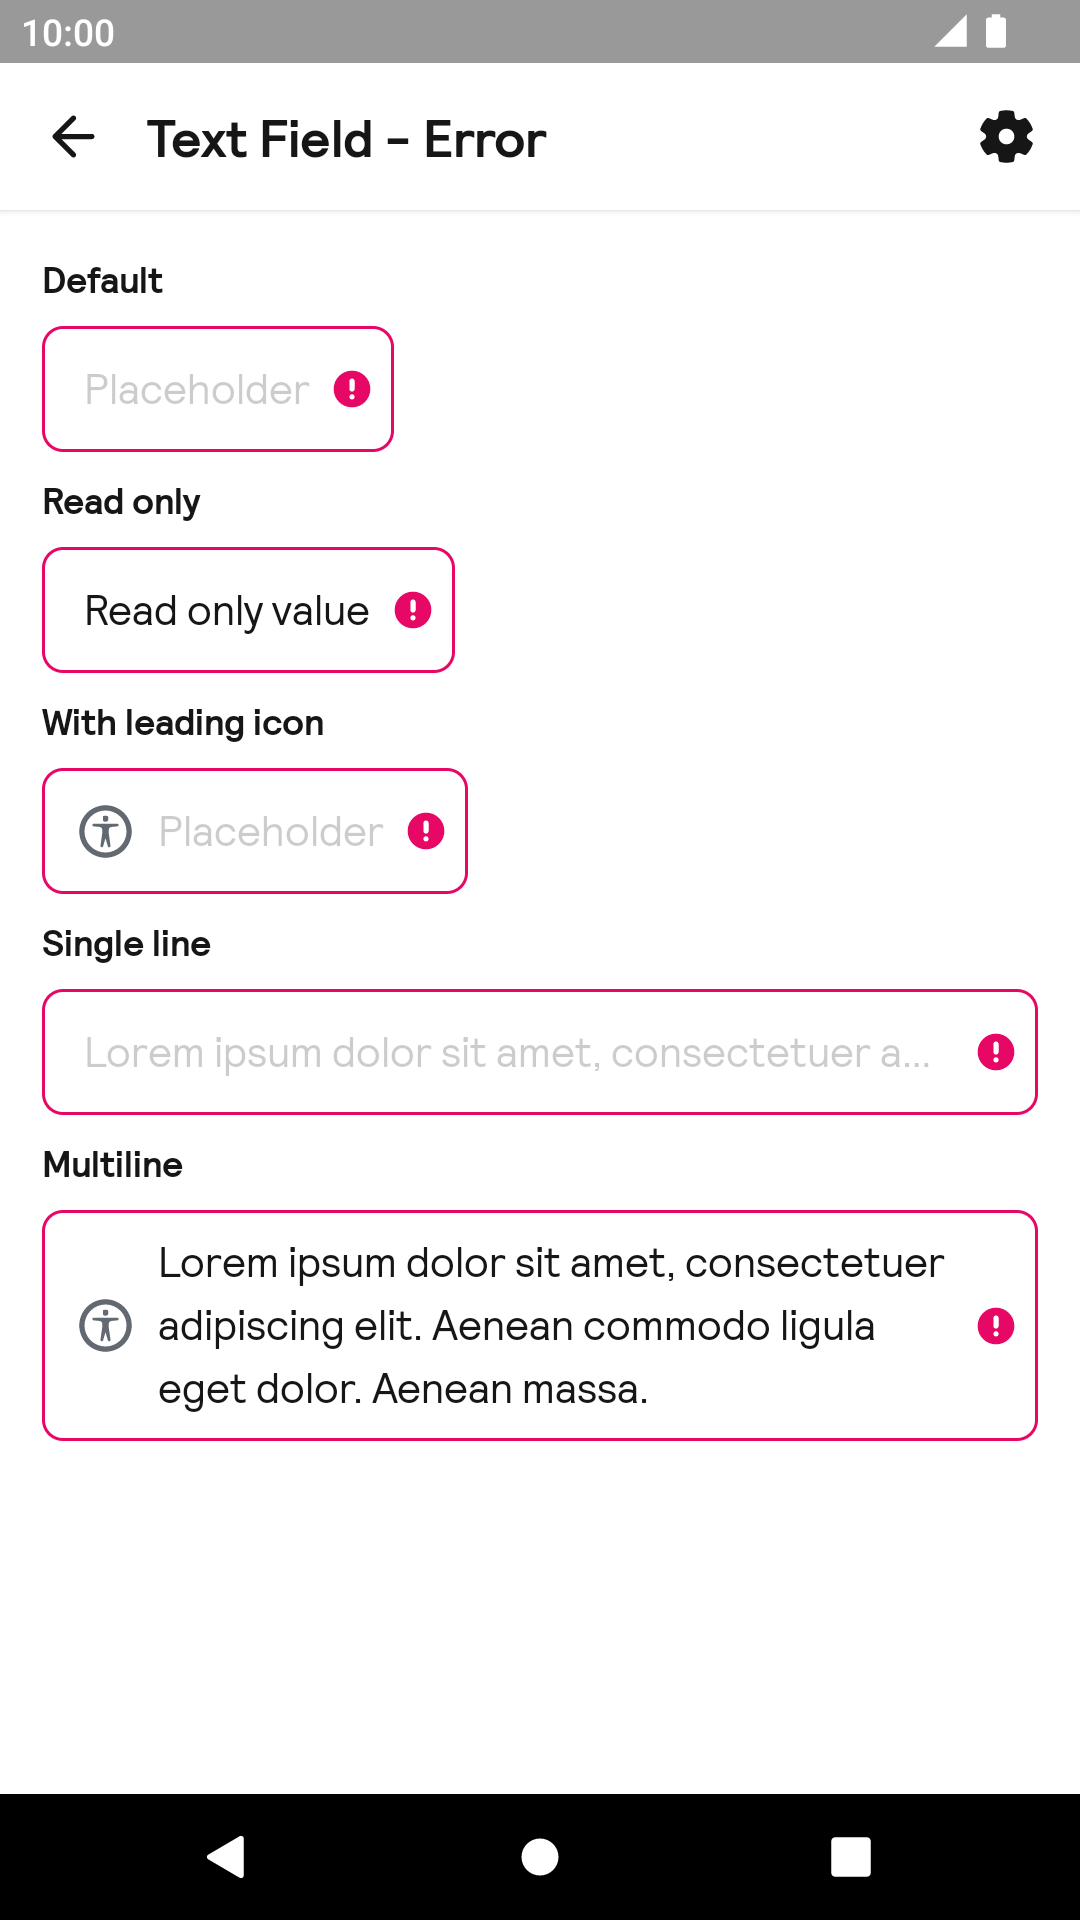 10:00
Text Field - Error
Default
Placeholder
Read only
Read only value
With leading icon
Placeholder
Single line
Lorem ipsum dolor sit amet, consectetuer a...
Multiline
Lorem ipsum dolor sit amet, consectetuer
adipiscing elit. Aenean commodo ligula
eget dolor. Aenean massa.